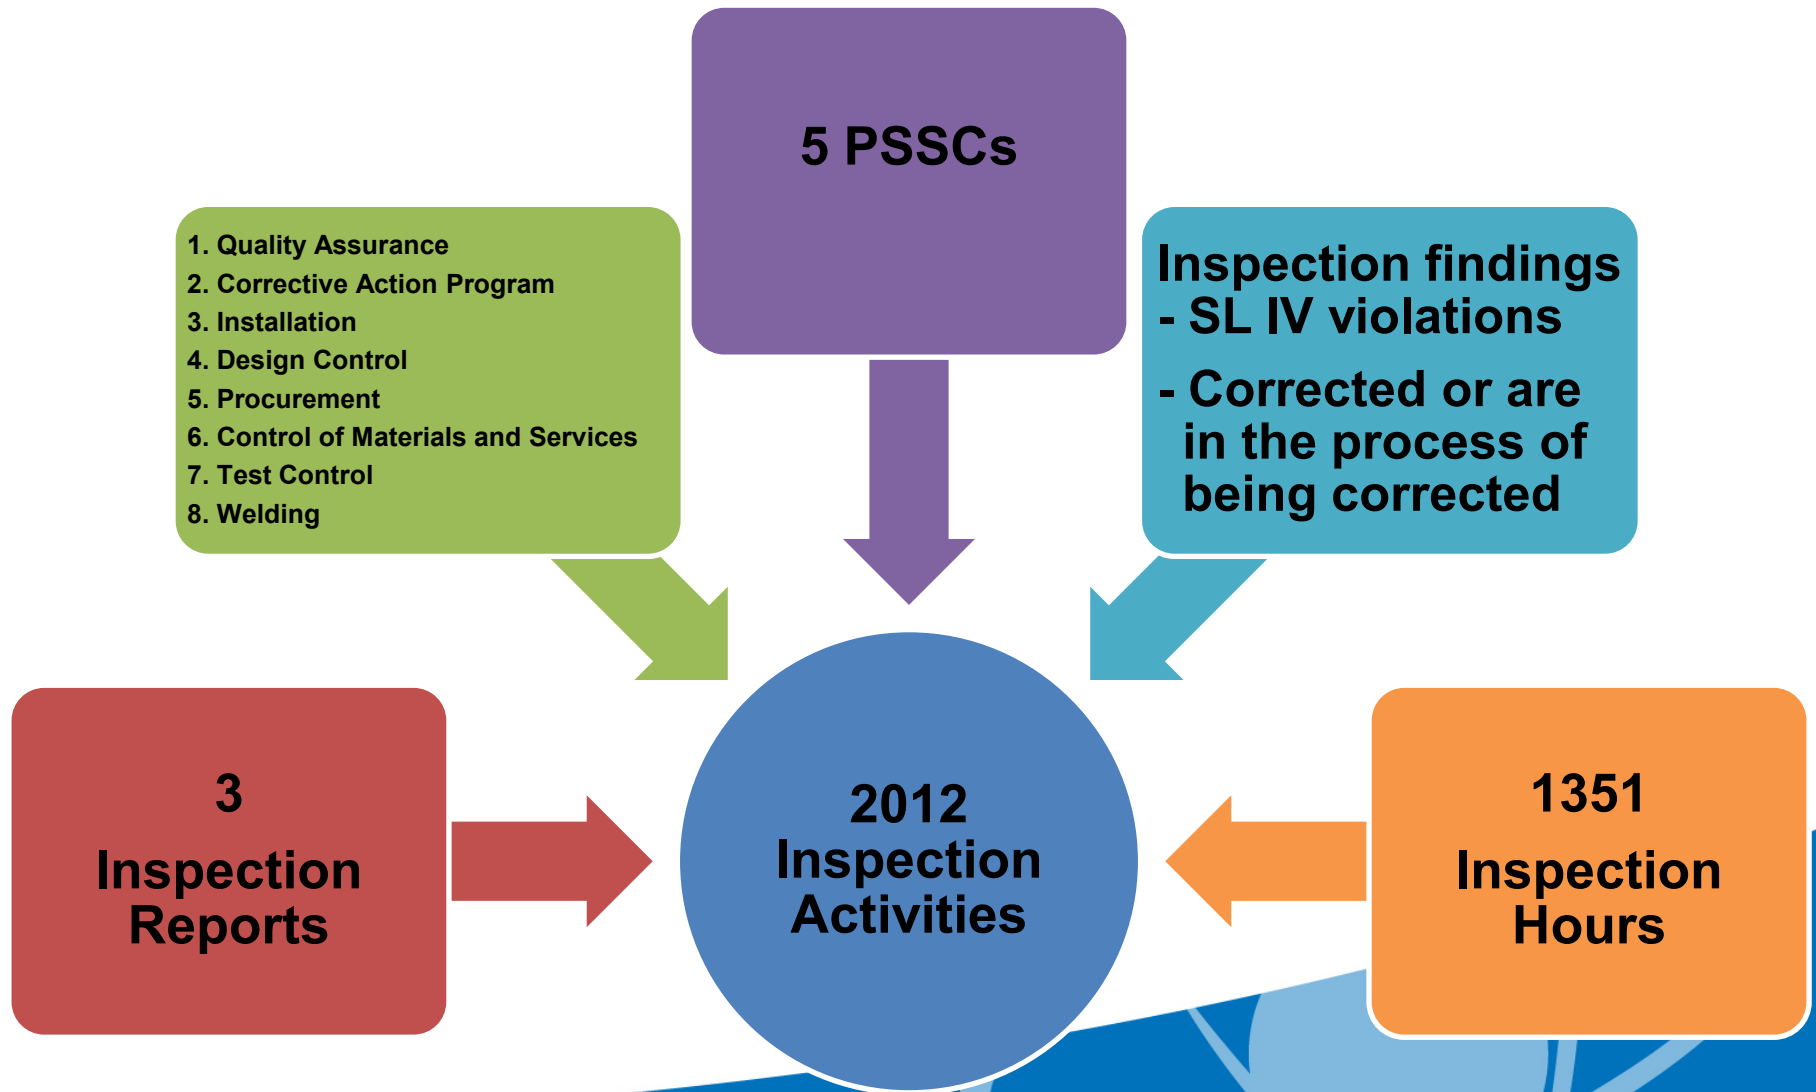 5 PSSCs
1. Quality Assurance
2. Corrective Action Program
3. Installation
4. Design Control
5. Procurement
6. Control of Materials and Services
7. Test Control
8. Welding
Inspection findings
- SL IV violations
- Corrected or are
in the process of
being corrected
3
Inspection
Reports
2012
Inspection
Activities
1351
Inspection
Hours